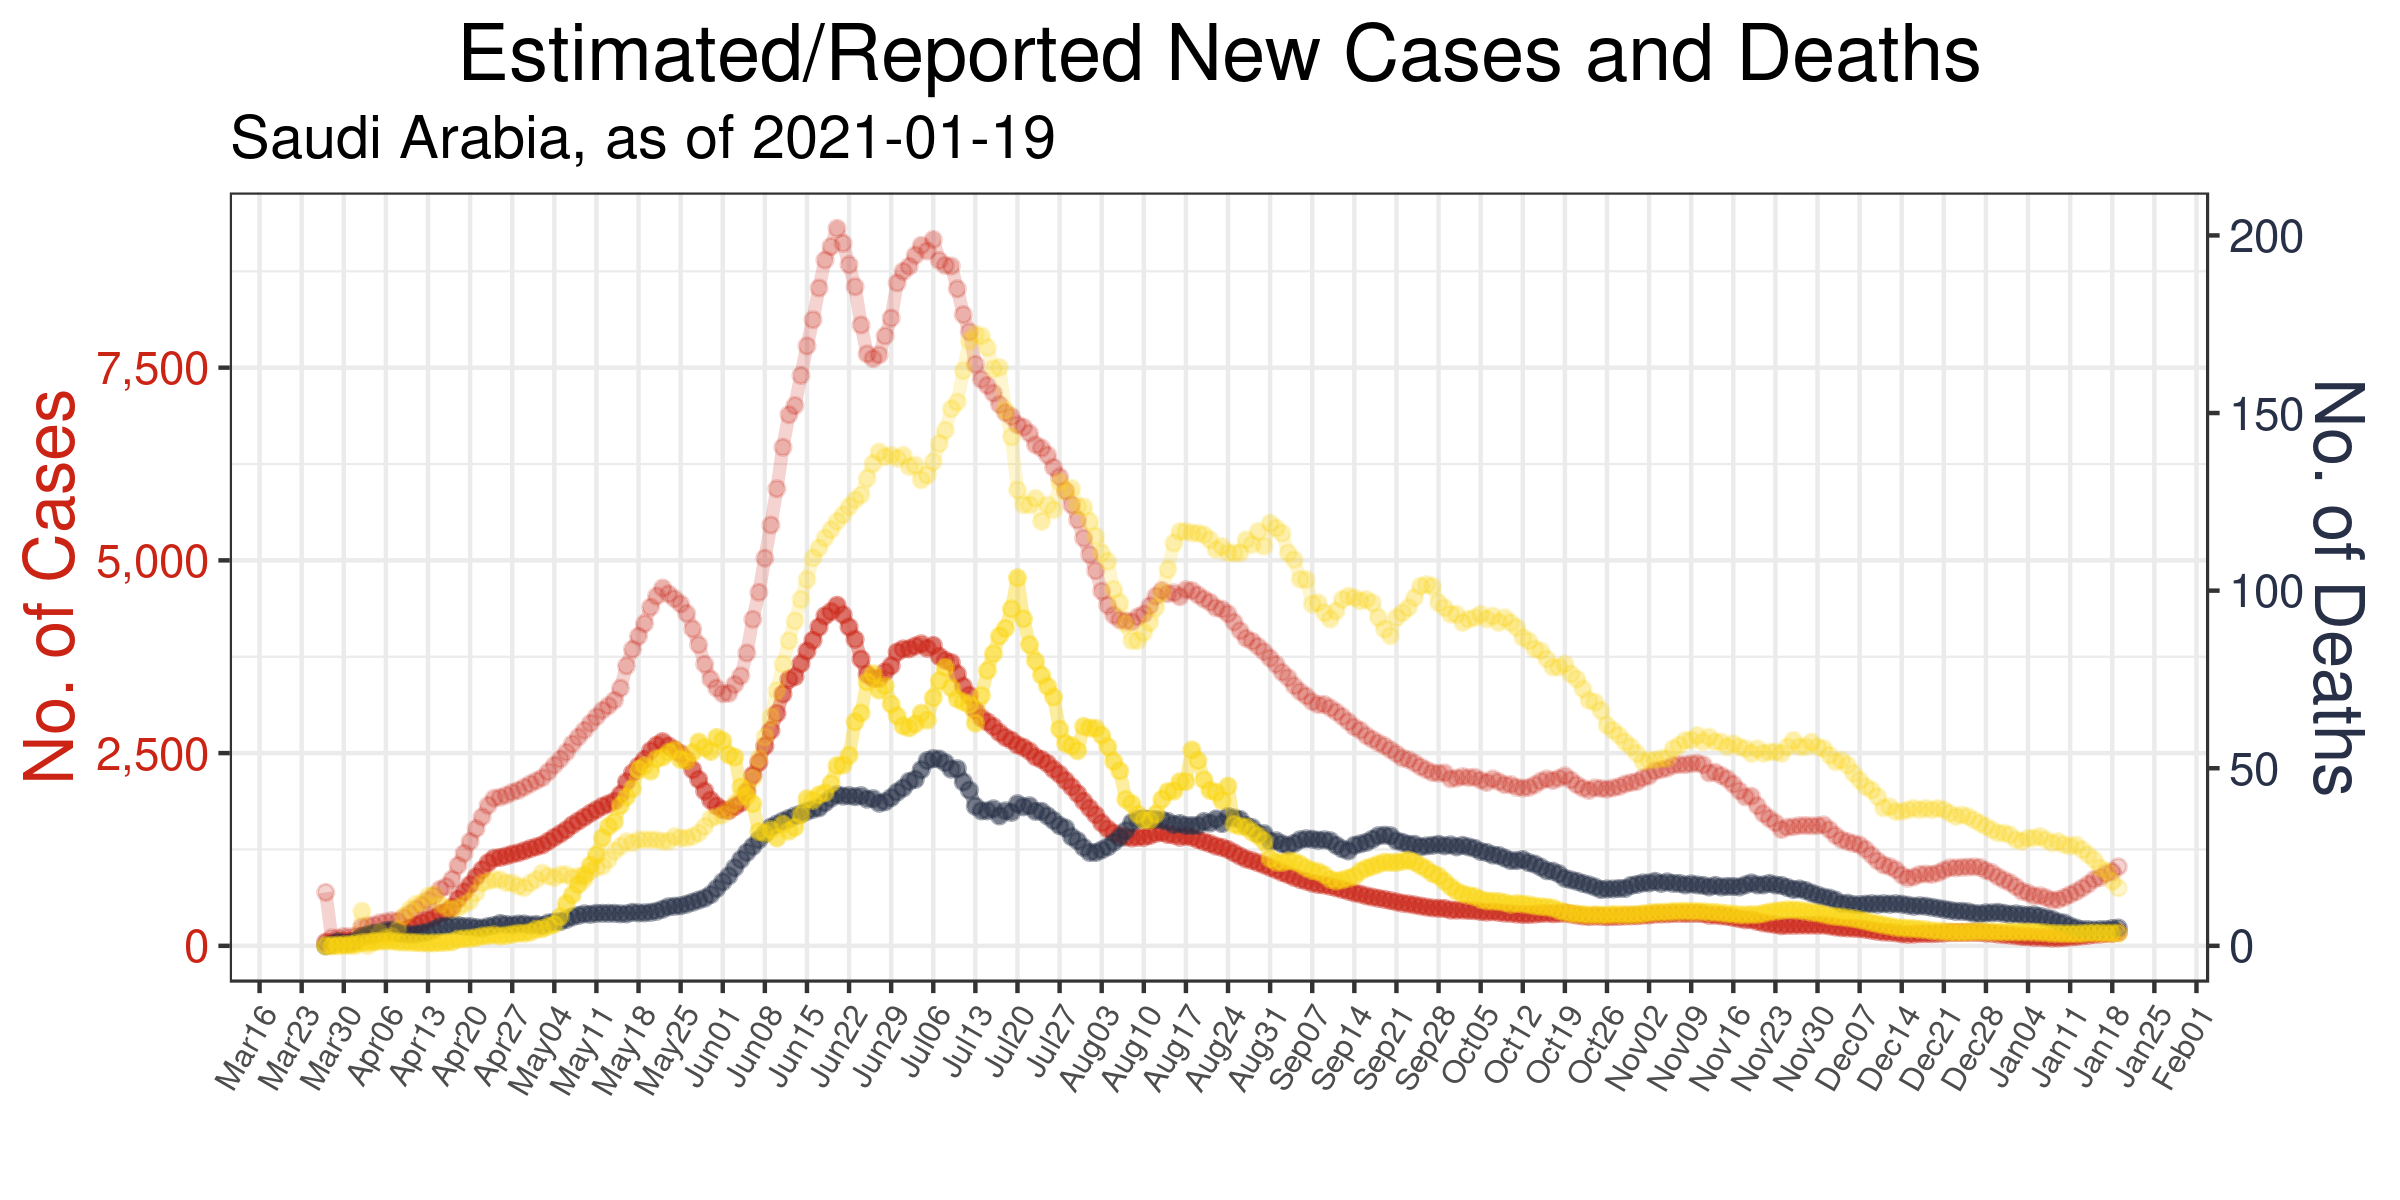 Estimated/Reported New Cases and Deaths
Saudi Arabia, as of 2021-01-19
No. of Cases
7,500
5,000
2,500
0
200
150
100
50
0
No. of Deaths
Mar16 Mar23 Mar30 Apr06 Apr13 Apr20 Apr27 May04 May11 May18 May25 Jun01 Jun08 Jun15 Jun22 Jun29 Jul06 Jul13 Jul20 Jul27 Aug03 Aug10 Aug17 Aug24 Aug31 Sep07 Sep14 Sep21 Sep28 Oct05 Oct12 Oct19 Oct26 Nov02 Nov09 Nov16 Nov23 Nov30 Dec07 Dec14 Dec21 Dec28 Jan04 Jan11 Jan18 Jan25 Feb01